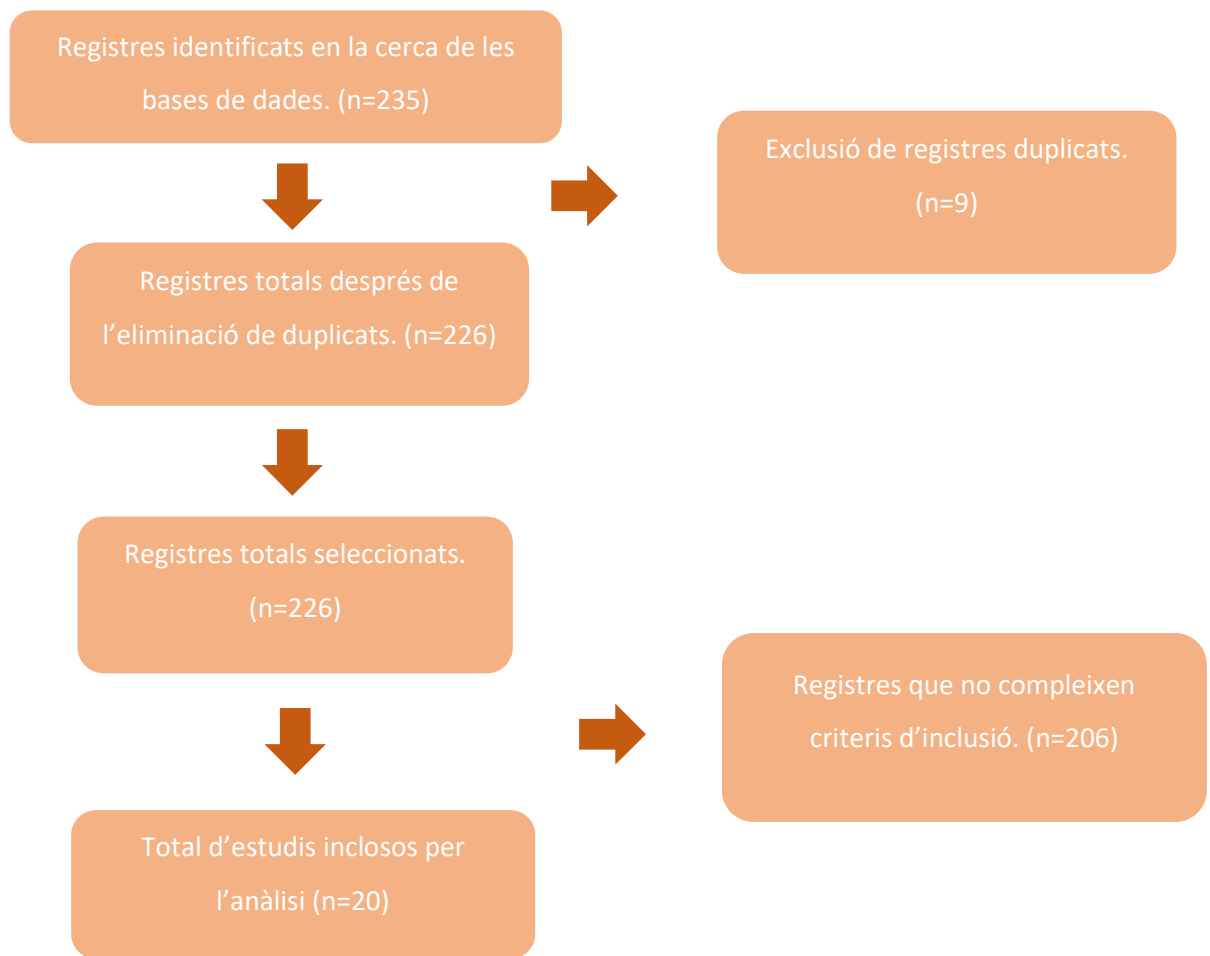 Registres identificats en la cerca de les
bases de dades. (n=235)
Exclusió de registres duplicats.
(n=9)
Registres totals després de
l’eliminació de duplicats. (n=226)
Registres totals seleccionats.
(n=226)
Registres que no compleixen
criteris d’inclusió. (n=206)
Total d’estudis inclosos per
l’anàlisi (n=20)